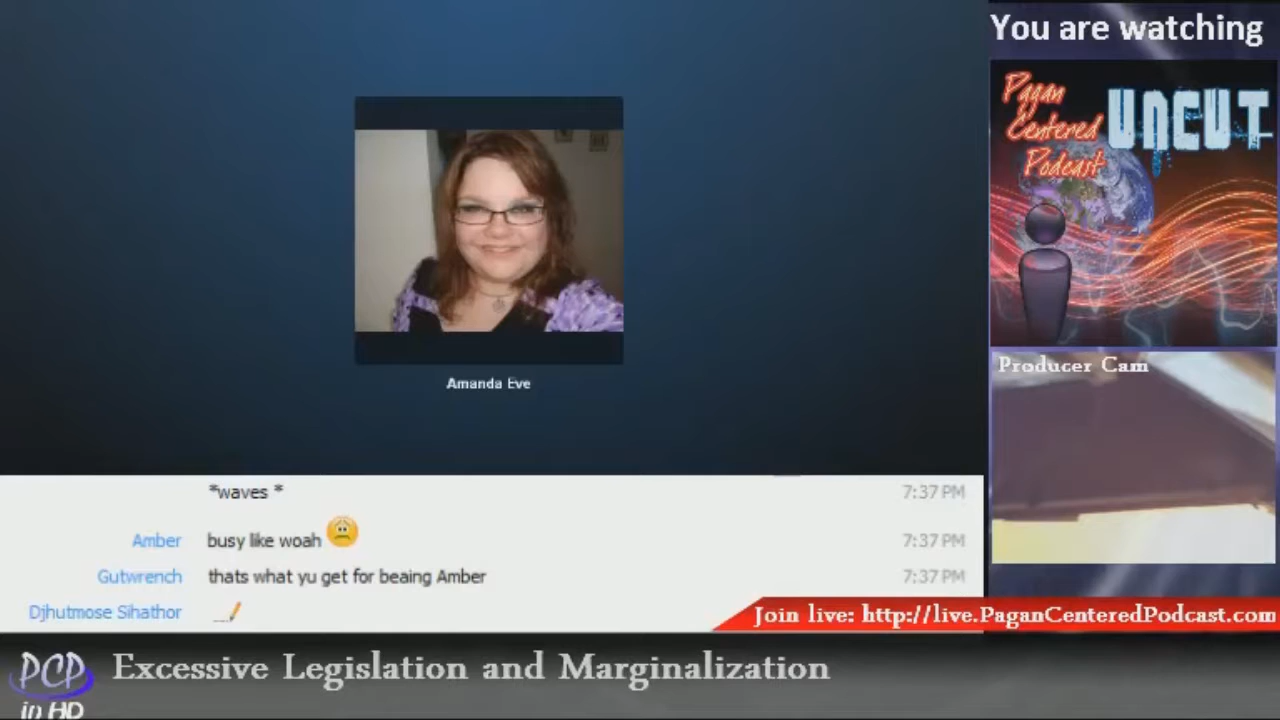 You are watching
Pagan
Centered
Podcast
UNCUT
Producer Cam
Amanda Eve
*waves * 7:37 PM
Amber busy like woah 7:37 PM
Gutwrench thats what yu get for beaing Amber 7:37 PM
Djhutmose Sihathor
Join live: http://live.PaganCenteredPodcast.com
PCP
in HD
Excessive Legislation and Marginalization